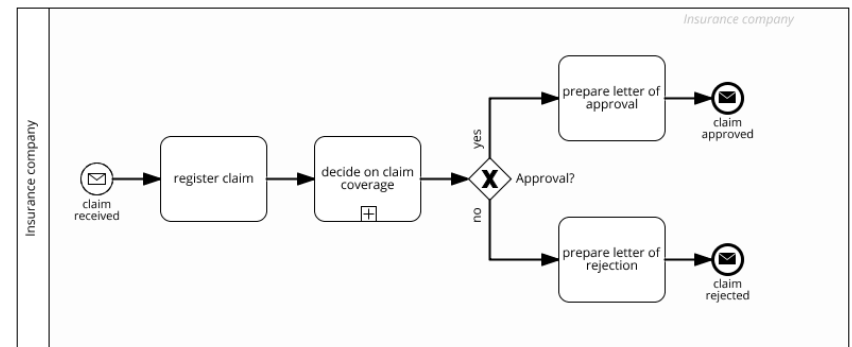 Insurance company
Insurance company
claim
received
register claim
decide on claim
coverage
yes
Approval?
no
prepare letter of
approval
claim
approved
prepare letter of
rejection
claim
rejected